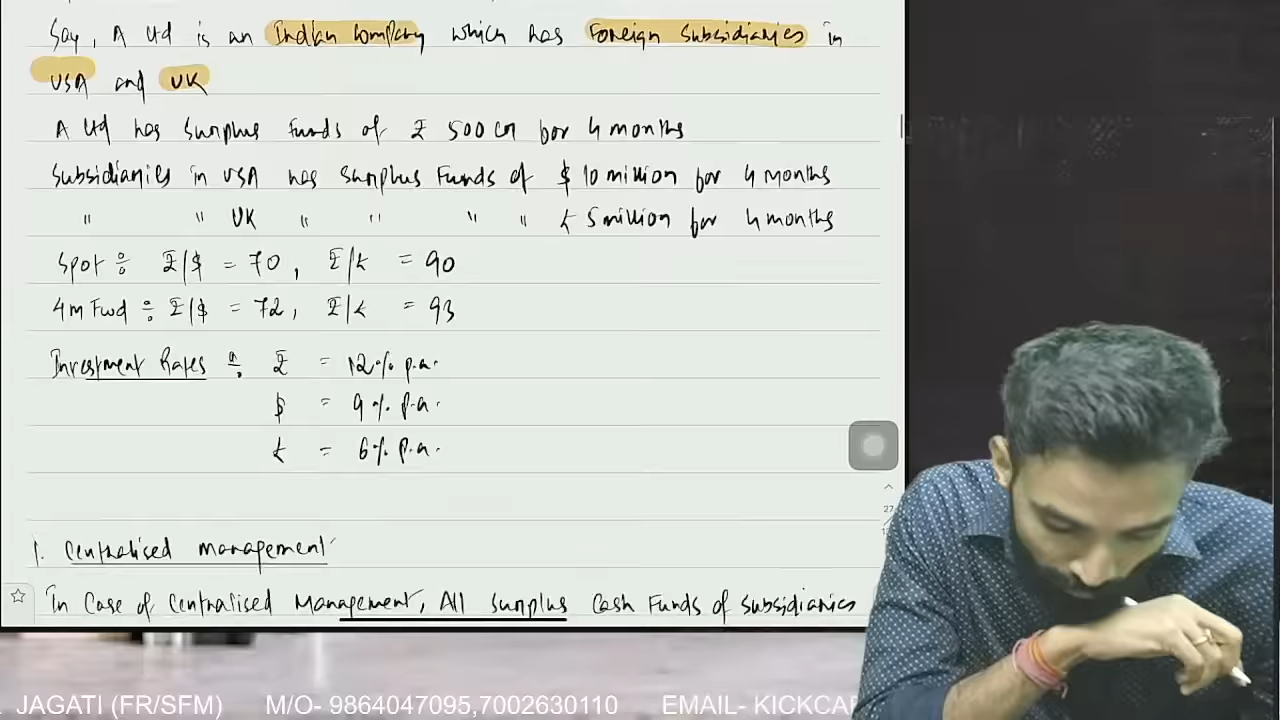 Say, A Ltd is an Indian Company which has Foreign Subsidiaries in
USA and UK
A Ltd has Surplus Funds of ₹ 500 cr for 4 months
Subsidiaries in USA has Surplus Funds of $ 10 million for 4 months
" " UK " " " " £ 5 million for 4 months
Spot : ₹/$ = 70, ₹/£ = 90
4m Fwd : ₹/$ = 72, ₹/£ = 93
Investment Rates : ₹ = 12% p.a.
$ = 9% p.a.
£ = 6% p.a.
27
1. Centralised Management
In Case of Centralised Management, All Surplus Cash Funds of Subsidiaries
JAGATI (FR/SFM) M/O- 9864047095,7002630110 EMAIL- KICKCA